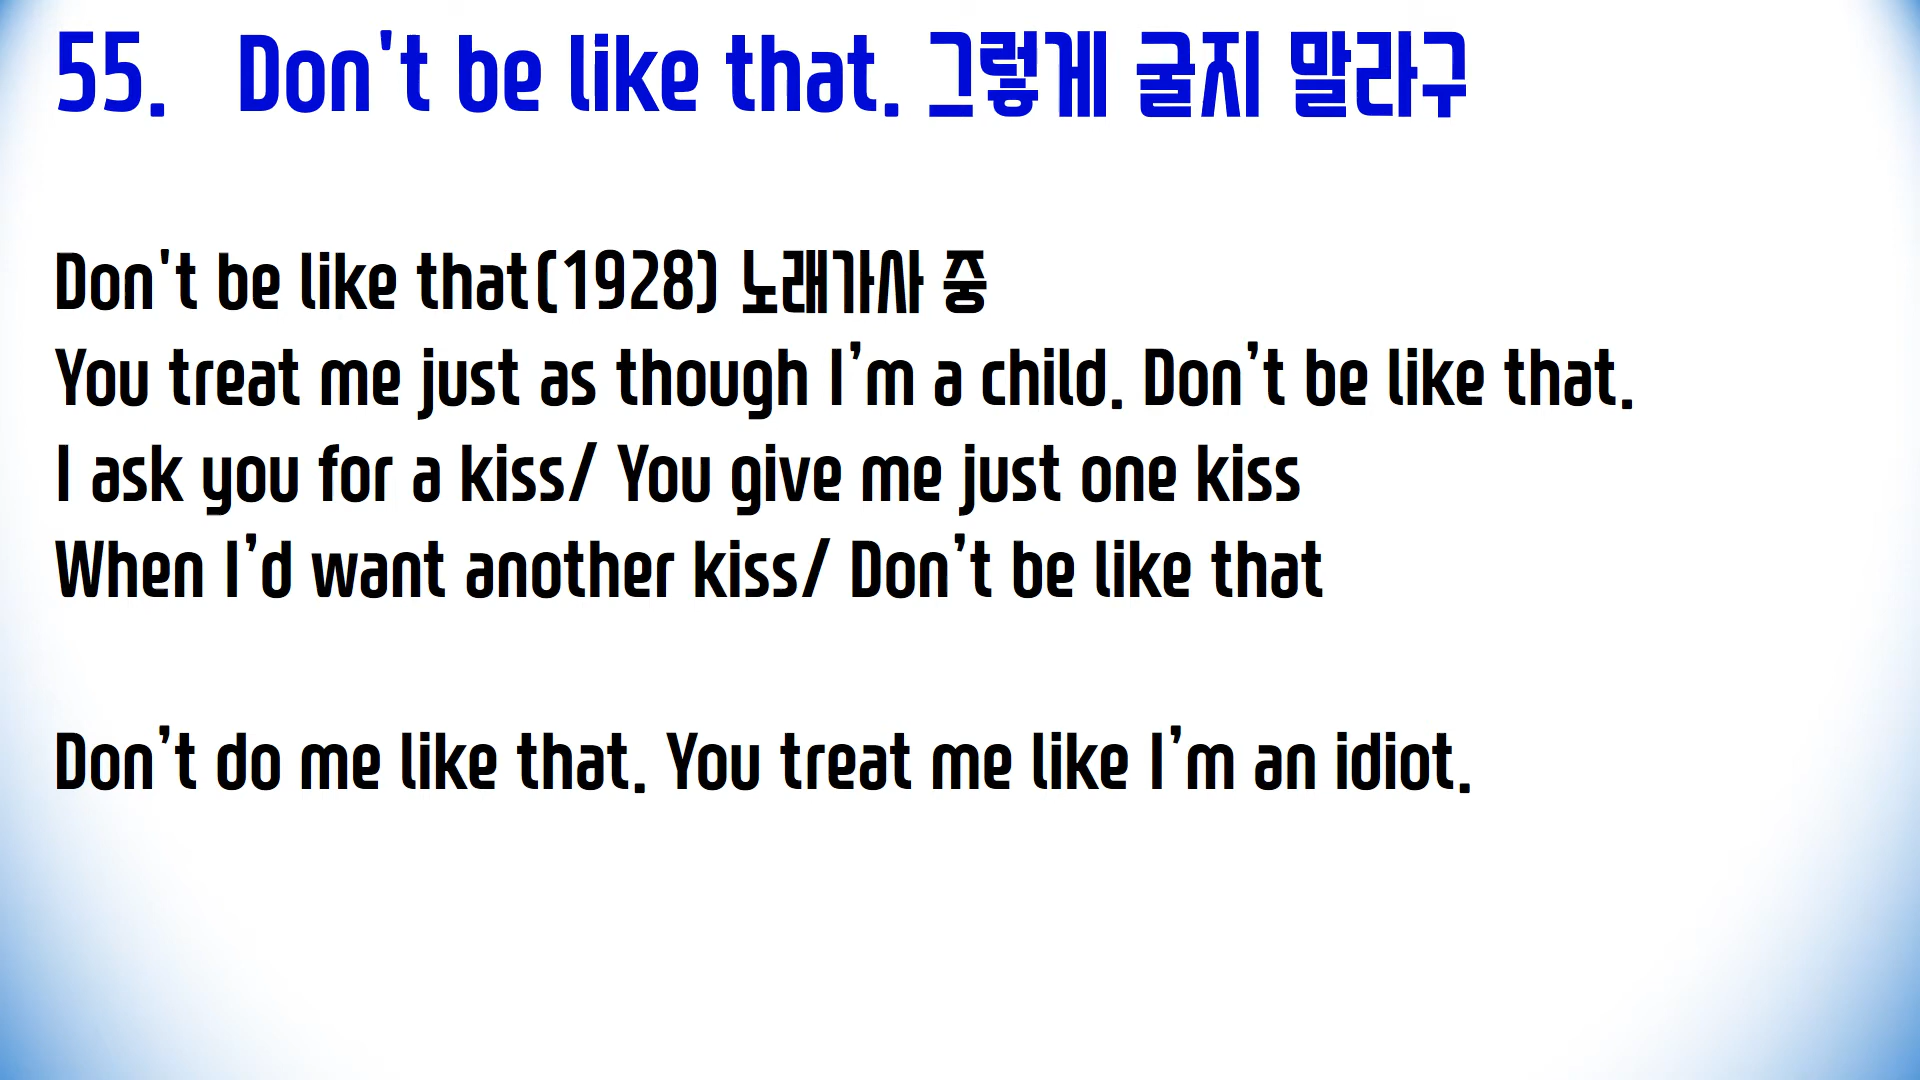 55. Don't be like that. 그렇게 굴지 말라구
Don't be like that(1928) 노래가사 중
You treat me just as though I’m a child. Don’t be like that.
I ask you for a kiss/ You give me just one kiss
When I’d want another kiss/ Don’t be like that
Don’t do me like that. You treat me like I’m an idiot.